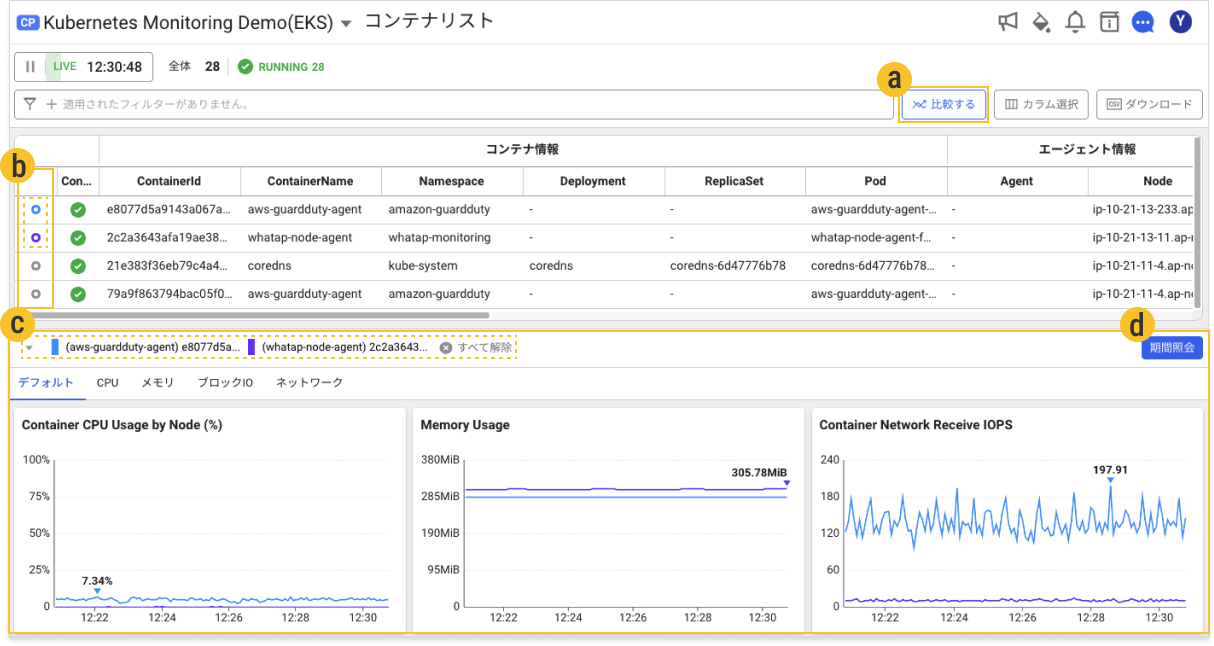 CP Kubernetes Monitoring Demo(EKS) コンテナリスト Y
LIVE 12:30:48 全体 28 RUNNING 28
a
適用されたフィルターがありません。 比較する カラム選択 CSV ダウンロード
コンテナ情報 エージェント情報
b
Con... ContainerId ContainerName Namespace Deployment ReplicaSet Pod Agent Node
e8077d5a9143a067a... aws-guardduty-agent amazon-guardduty - - aws-guardduty-agent-... - ip-10-21-13-233.ap
2c2a3643afa19ae38... whatap-node-agent whatap-monitoring - - whatap-node-agent-f... - ip-10-21-13-11.ap-n
21e383f36eb79c4a4... coredns kube-system coredns coredns-6d47776b78 coredns-6d47776b78... - ip-10-21-11-4.ap-ne
79a9f863794bac05f0... aws-guardduty-agent amazon-guardduty - - aws-guardduty-agent-... - ip-10-21-11-4.ap-ne
c d
(aws-guardduty-agent) e8077d5a... (whatap-node-agent) 2c2a3643... すべて解除 期間照会
デフォルト CPU メモリ ブロックIO ネットワーク
Container CPU Usage by Node (%)
100%
75%
50%
25%
0
7.34%
12:22 12:24 12:26 12:28 12:30
Memory Usage
380MiB
285MiB
190MiB
95MiB
0
305.78MiB
12:22 12:24 12:26 12:28 12:30
Container Network Receive IOPS
240
180
120
60
0
197.91
12:22 12:24 12:26 12:28 12:30